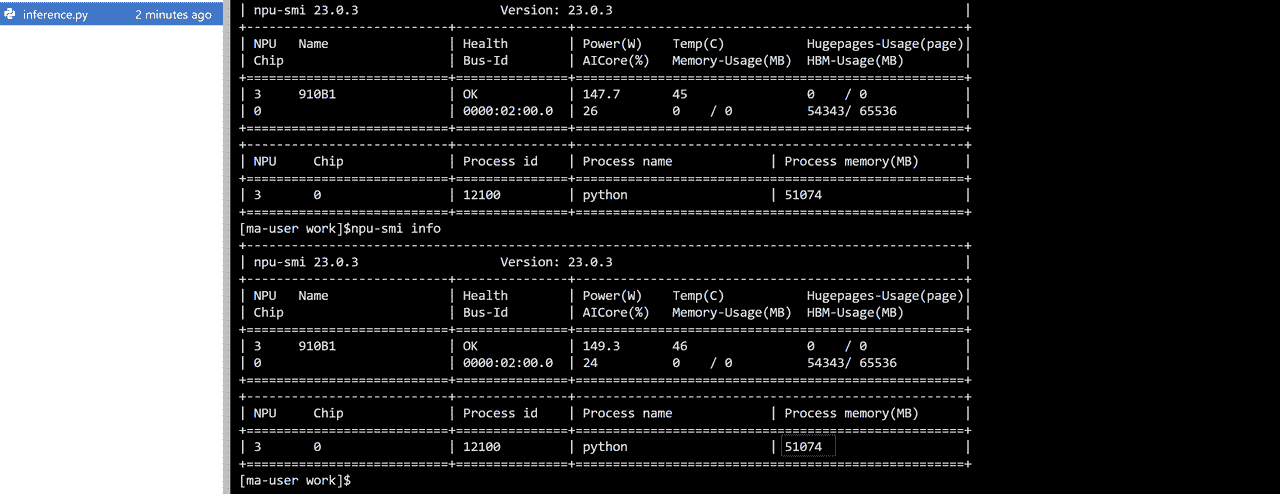 inference.py 2 minutes ago
| npu-smi 23.0.3                   Version: 23.0.3                                               |
+---------------------------+---------------+----------------------------------------------------+
| NPU   Name                | Health        | Power(W)    Temp(C)           Hugepages-Usage(page)|
| Chip                      | Bus-Id        | AICore(%)   Memory-Usage(MB)  HBM-Usage(MB)        |
+===========================+===============+====================================================+
| 3     910B1               | OK            | 147.7       45                0    / 0             |
| 0                         | 0000:02:00.0  | 26          0    / 0          54343/ 65536         |
+===========================+===============+====================================================+
+---------------------------+---------------+----------------------------------------------------+
| NPU     Chip              | Process id    | Process name             | Process memory(MB)      |
+===========================+===============+====================================================+
| 3       0                 | 12100         | python                   | 51074                   |
+===========================+===============+====================================================+
[ma-user work]$npu-smi info
+------------------------------------------------------------------------------------------------+
| npu-smi 23.0.3                   Version: 23.0.3                                               |
+---------------------------+---------------+----------------------------------------------------+
| NPU   Name                | Health        | Power(W)    Temp(C)           Hugepages-Usage(page)|
| Chip                      | Bus-Id        | AICore(%)   Memory-Usage(MB)  HBM-Usage(MB)        |
+===========================+===============+====================================================+
| 3     910B1               | OK            | 149.3       46                0    / 0             |
| 0                         | 0000:02:00.0  | 24          0    / 0          54343/ 65536         |
+===========================+===============+====================================================+
+---------------------------+---------------+----------------------------------------------------+
| NPU     Chip              | Process id    | Process name             | Process memory(MB)      |
+===========================+===============+====================================================+
| 3       0                 | 12100         | python                   | 51074                   |
+===========================+===============+====================================================+
[ma-user work]$